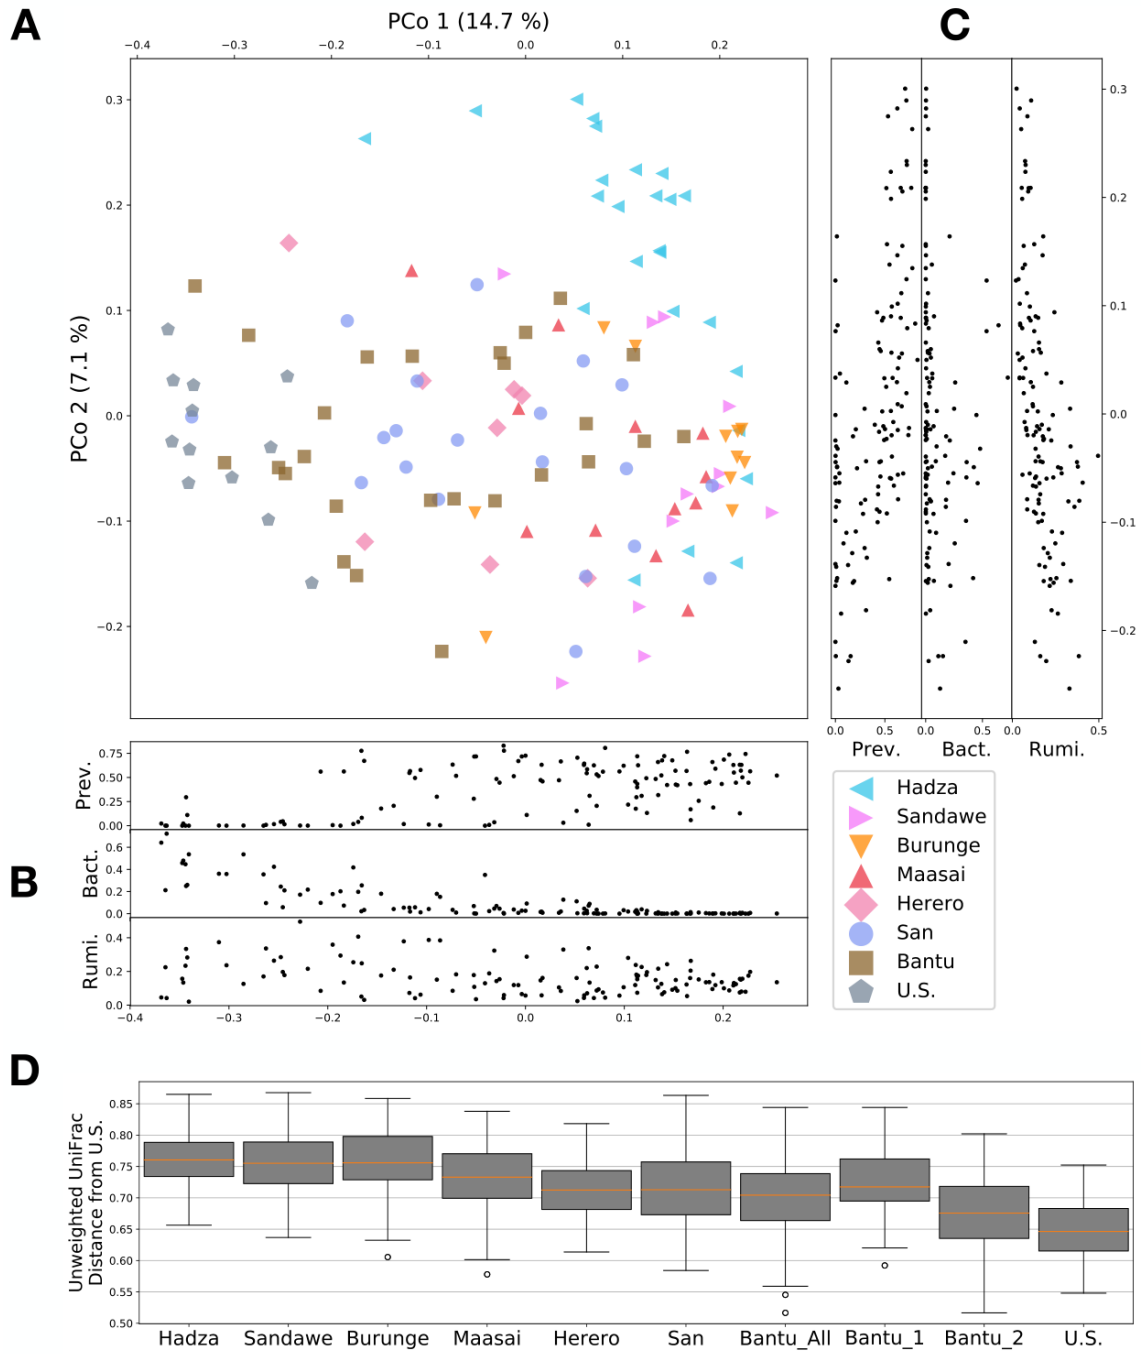 A
PCo 1 (14.7 %)
C
−0.4 −0.3 −0.2 −0.1 0.0 0.1 0.2
PCo 2 (7.1 %)
0.3
0.2
0.1
0.0
−0.1
−0.2
0.3
0.2
0.1
0.0
−0.1
−0.2
0.0 0.5 0.0 0.5 0.0 0.5
Prev. Bact. Rumi.
B
Prev.
0.75
0.50
0.25
0.0
Bact.
0.6
0.4
0.2
0.0
Rumi.
0.4
0.2
0.0
−0.4 −0.3 −0.2 −0.1 0.0 0.1 0.2
Hadza
Sandawe
Burunge
Maasai
Herero
San
Bantu
U.S.
D
Unweighted UniFrac
Distance from U.S.
0.85
0.80
0.75
0.70
0.65
0.60
0.55
0.50
Hadza Sandawe Burunge Maasai Herero San Bantu_All Bantu_1 Bantu_2 U.S.